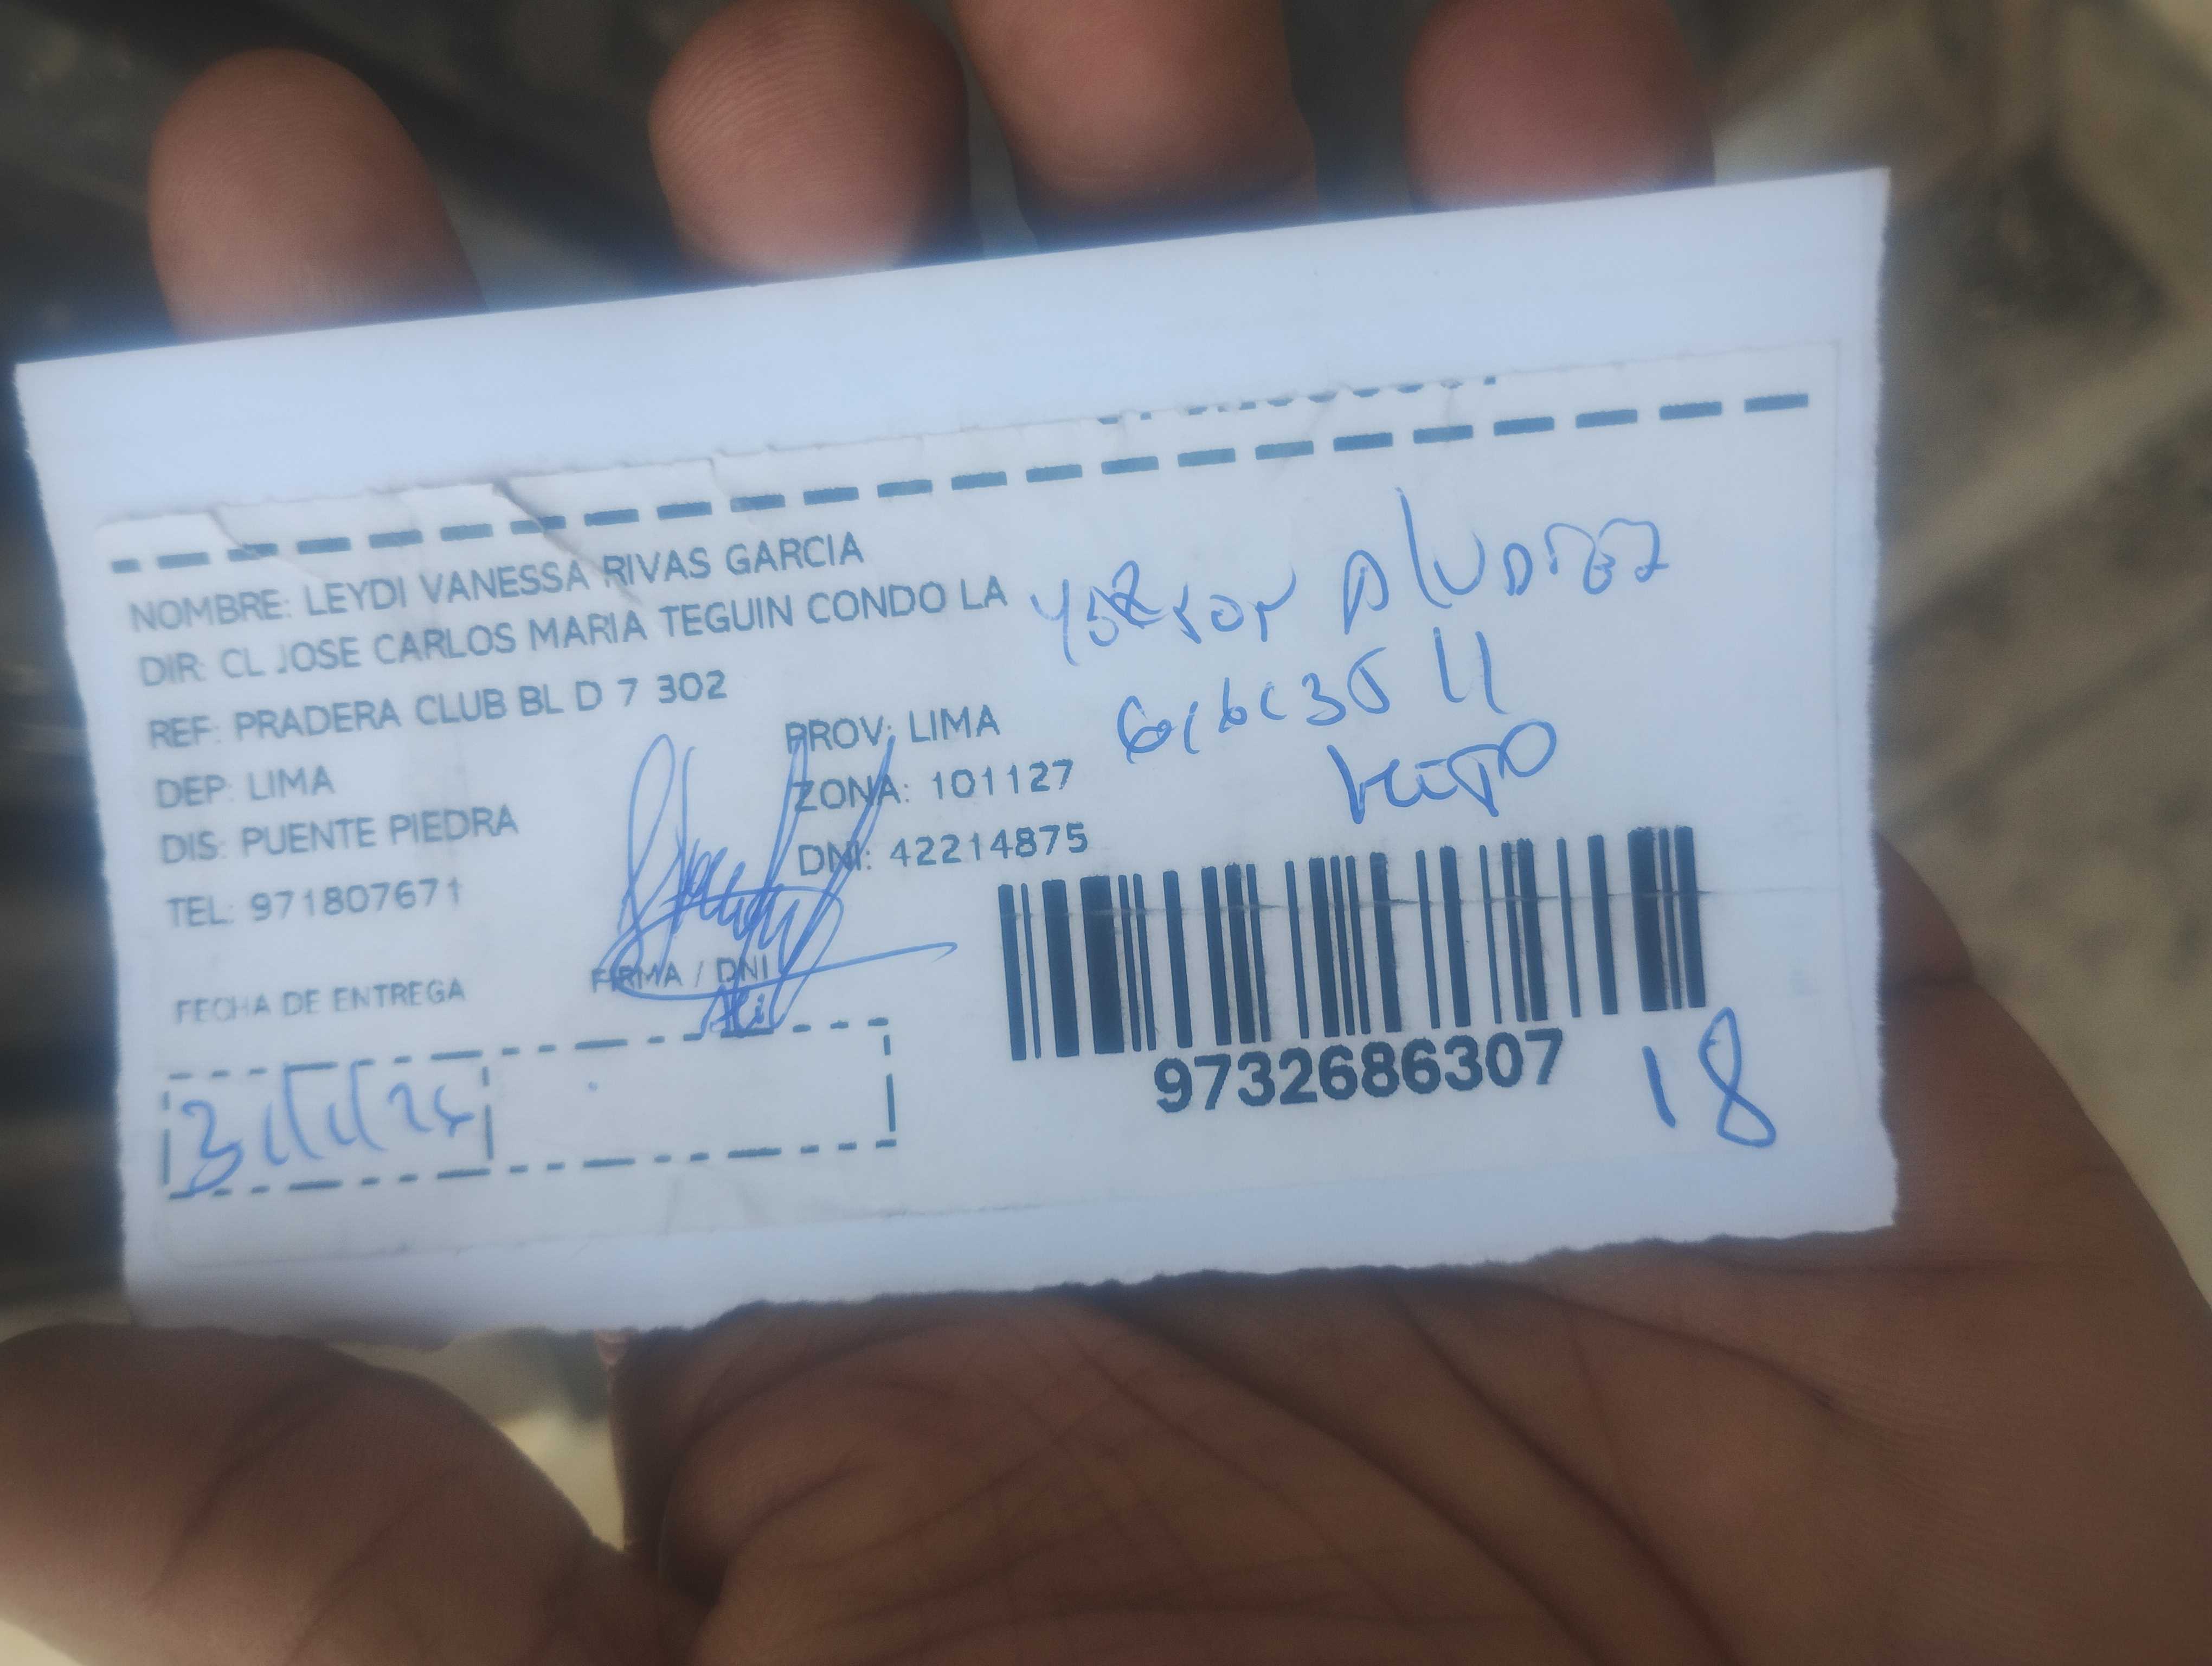 NOMBRE: LEYDI VANESSA RIVAS GARCIA
DIR: CL JOSE CARLOS MARIA TEGUIN CONDO LA
REF: PRADERA CLUB BL D 7 302
DEP: LIMA
PROV: LIMA
DIS: PUENTE PIEDRA
ZONA: 101127
TEL: 971807671
DNI: 42214875
FECHA DE ENTREGA
FIRMA / DNI
9732686307
18